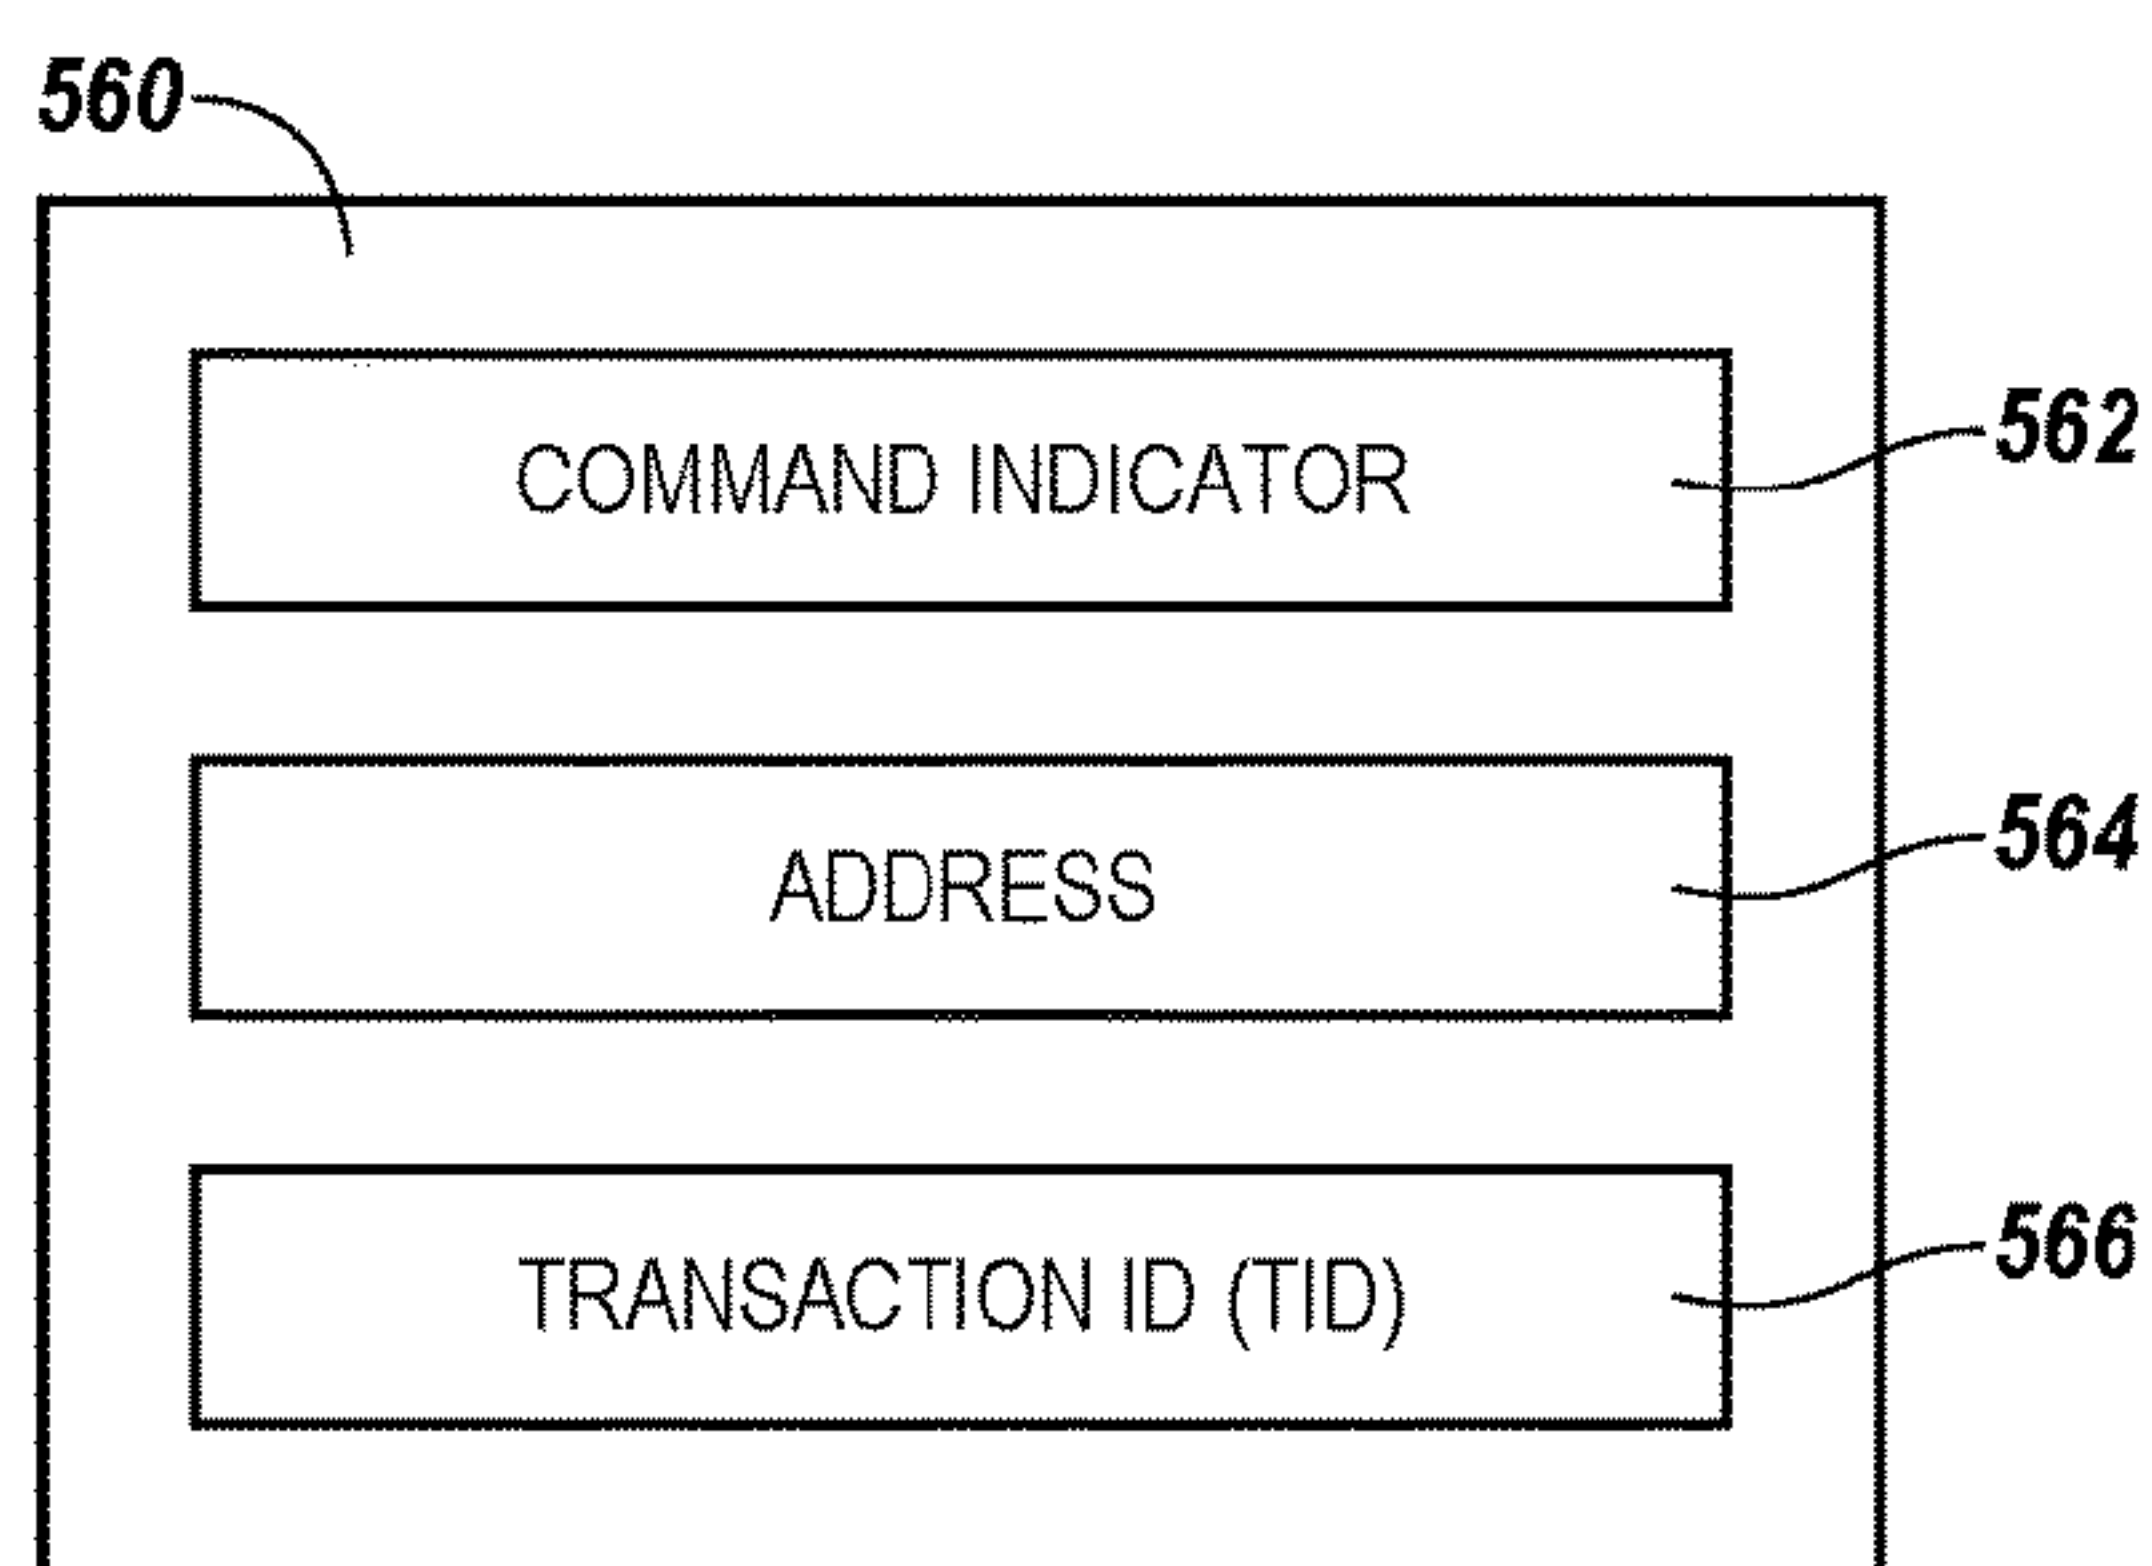 560
COMMAND INDICATOR
562
ADDRESS
564
TRANSACTION ID (TID)
566